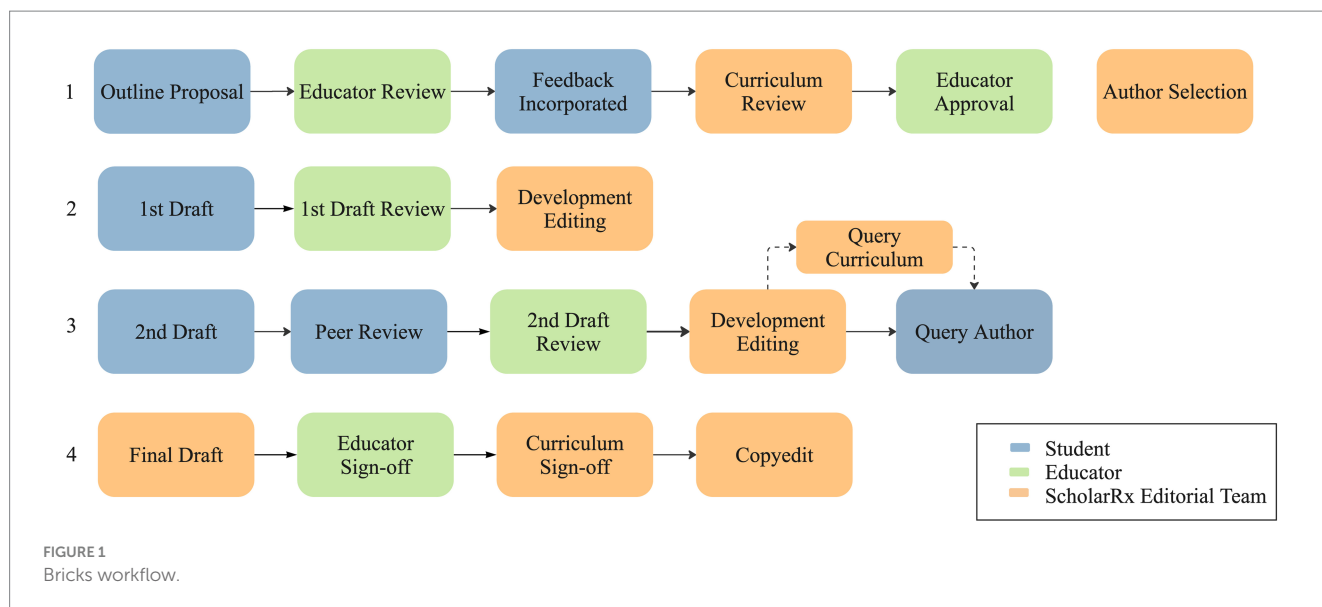 1
Outline Proposal
Educator Review
Feedback
Incorporated
Curriculum
Review
Educator
Approval
Author Selection
2
1st Draft
1st Draft Review
Development
Editing
Query
Curriculum
3
2nd Draft
Peer Review
2nd Draft
Review
Development
Editing
Query Author
4
Final Draft
Educator
Sign-off
Curriculum
Sign-off
Copyedit
Student
Educator
ScholarRx Editorial Team
FIGURE 1
Bricks workflow.